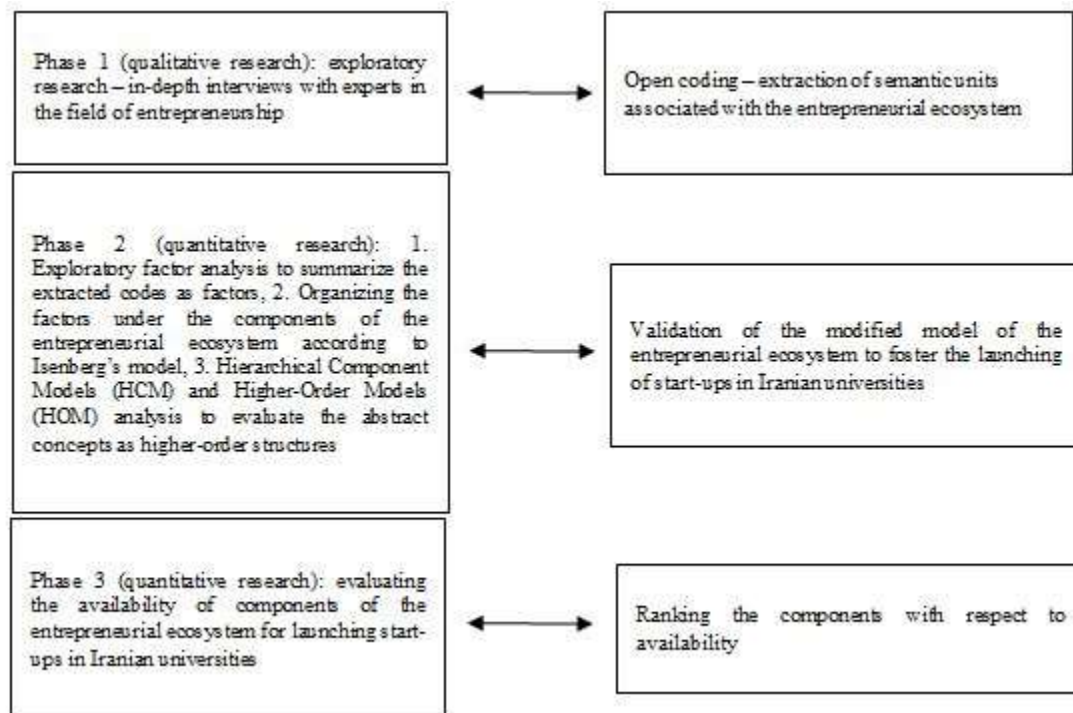 Phase 1 (qualitative research): exploratory
research – in-depth interviews with experts in
the field of entrepreneurship
Open coding – extraction of semantic units
associated with the entrepreneurial ecosystem
Phase 2 (quantitative research): 1.
Exploratory factor analysis to summarize the
extracted codes as factors, 2. Organizing the
factors under the components of the
entrepreneurial ecosystem according to
Isenberg's model, 3. Hierarchical Component
Models (HCM) and Higher-Order Models
(HOM) analysis to evaluate the abstract
concepts as higher-order structures
Validation of the modified model of the
entrepreneurial ecosystem to foster the launching
of start-ups in Iranian universities
Phase 3 (quantitative research): evaluating
the availability of components of the
entrepreneurial ecosystem for launching start-
ups in Iranian universities
Ranking the components with respect to
availability